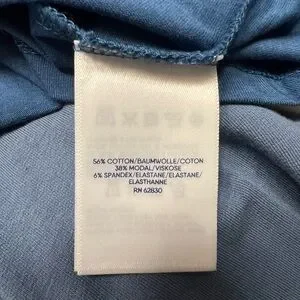 56% COTTON/BAUMWOLLE/COTON
38% MODAL/VISKOSE
6% SPANDEX/ELASTANE/ELASTANE/
ELASTHANNE
RN 62830